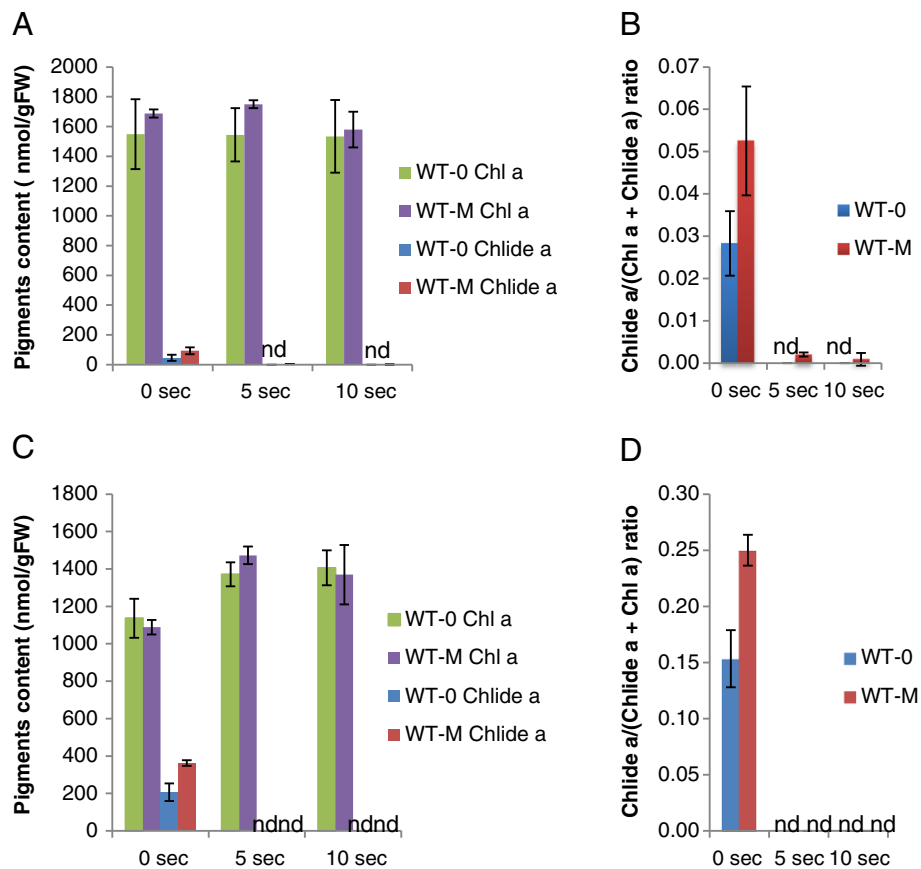 A
Pigments content ( nmol/gFW)
2000
1800
1600
1400
1200
1000
800
600
400
200
0
nd
nd
0 sec
5 sec
10 sec
WT-0 Chl a
WT-M Chl a
WT-0 Chlide a
WT-M Chlide a
B
Chlide a/(Chl a + Chlide a) ratio
0.07
0.06
0.05
0.04
0.03
0.02
0.01
0.00
nd
nd
0 sec
5 sec
10 sec
WT-0
WT-M
C
Pigments content (nmol/gFW)
1800
1600
1400
1200
1000
800
600
400
200
0
ndnd
ndnd
0 sec
5 sec
10 sec
WT-0 Chl a
WT-M Chl a
WT-0 Chlide a
WT-M Chlide a
D
Chlide a/(Chlide a + Chl a) ratio
0.30
0.25
0.20
0.15
0.10
0.05
0.00
nd nd nd nd
0 sec
5 sec
10 sec
WT-0
WT-M